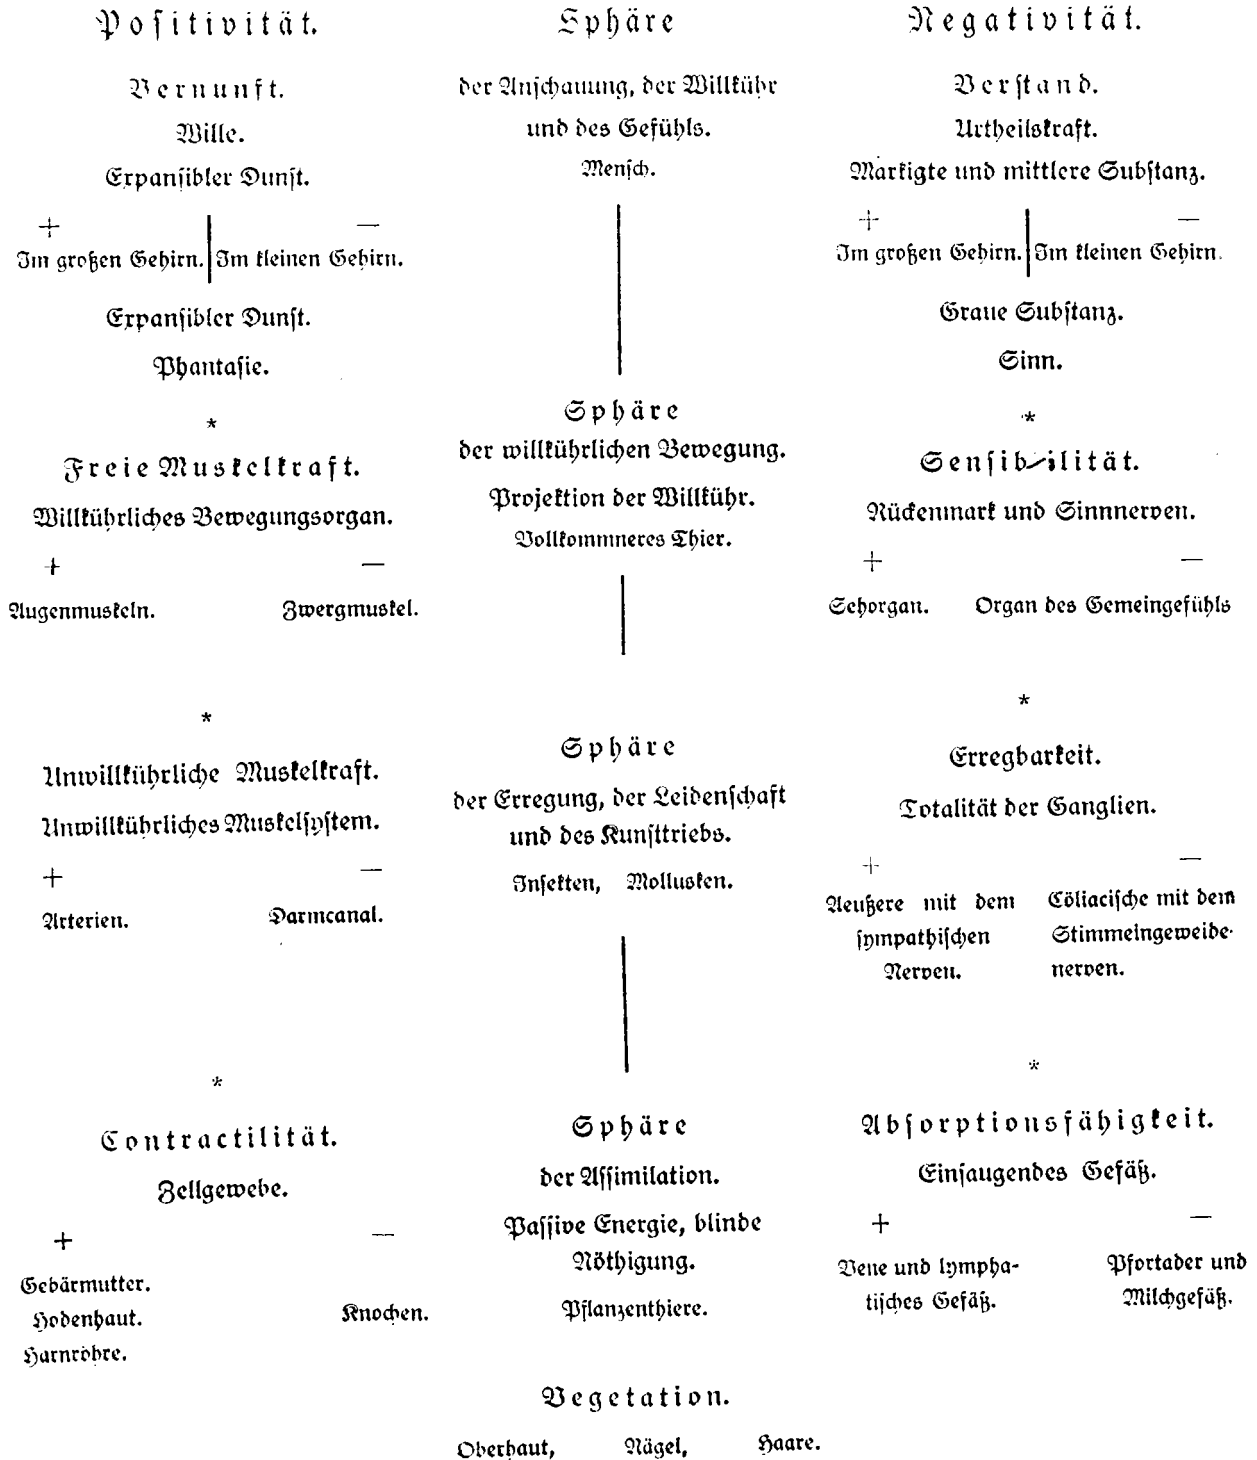 Positivität.
Sphäre
Negativität.
Vernunft.
Wille.
Expansibler Dunst.
+ —
Im großen Gehirn. Im kleinen Gehirn.
Expansibler Dunst.
Phantasie.
der Anschauung, der Willkühr
und des Gefühls.
Mensch.
Verstand.
Urtheilskraft.
Markigte und mittlere Substanz.
+ —
Im großen Gehirn. Im kleinen Gehirn.
Graue Substanz.
Sinn.
*
Freie Muskelkraft.
Willkührliches Bewegungsorgan.
+ —
Augenmuskeln. Zwergmuskel.
Sphäre
der willkührlichen Bewegung.
Projektion der Willkühr.
Vollkommneres Thier.
*
Sensibilität.
Rückenmark und Sinnnerven.
+ —
Sehorgan. Organ des Gemeingefühls
*
Unwillkührliche Muskelkraft.
Unwillkührliches Muskelsystem.
+ —
Arterien. Darmcanal.
Sphäre
der Erregung, der Leidenschaft
und des Kunsttriebs.
Insekten, Mollusken.
*
Erregbarkeit.
Totalität der Ganglien.
+ —
Aeußere mit dem
sympathischen
Nerven.
Cöliacische mit dem
Stimmeingeweide-
nerven.
*
Contractilität.
Zellgewebe.
+ —
Gebärmutter.
Hodenhaut.
Harnröhre.
Knochen.
Sphäre
der Assimilation.
Passive Energie, blinde
Nöthigung.
Pflanzenthiere.
*
Absorptionsfähigkeit.
Einsaugendes Gefäß.
+ —
Vene und lympha-
tisches Gefäß.
Pfortader und
Milchgefäß.
Vegetation.
Oberhaut, Nägel, Haare.